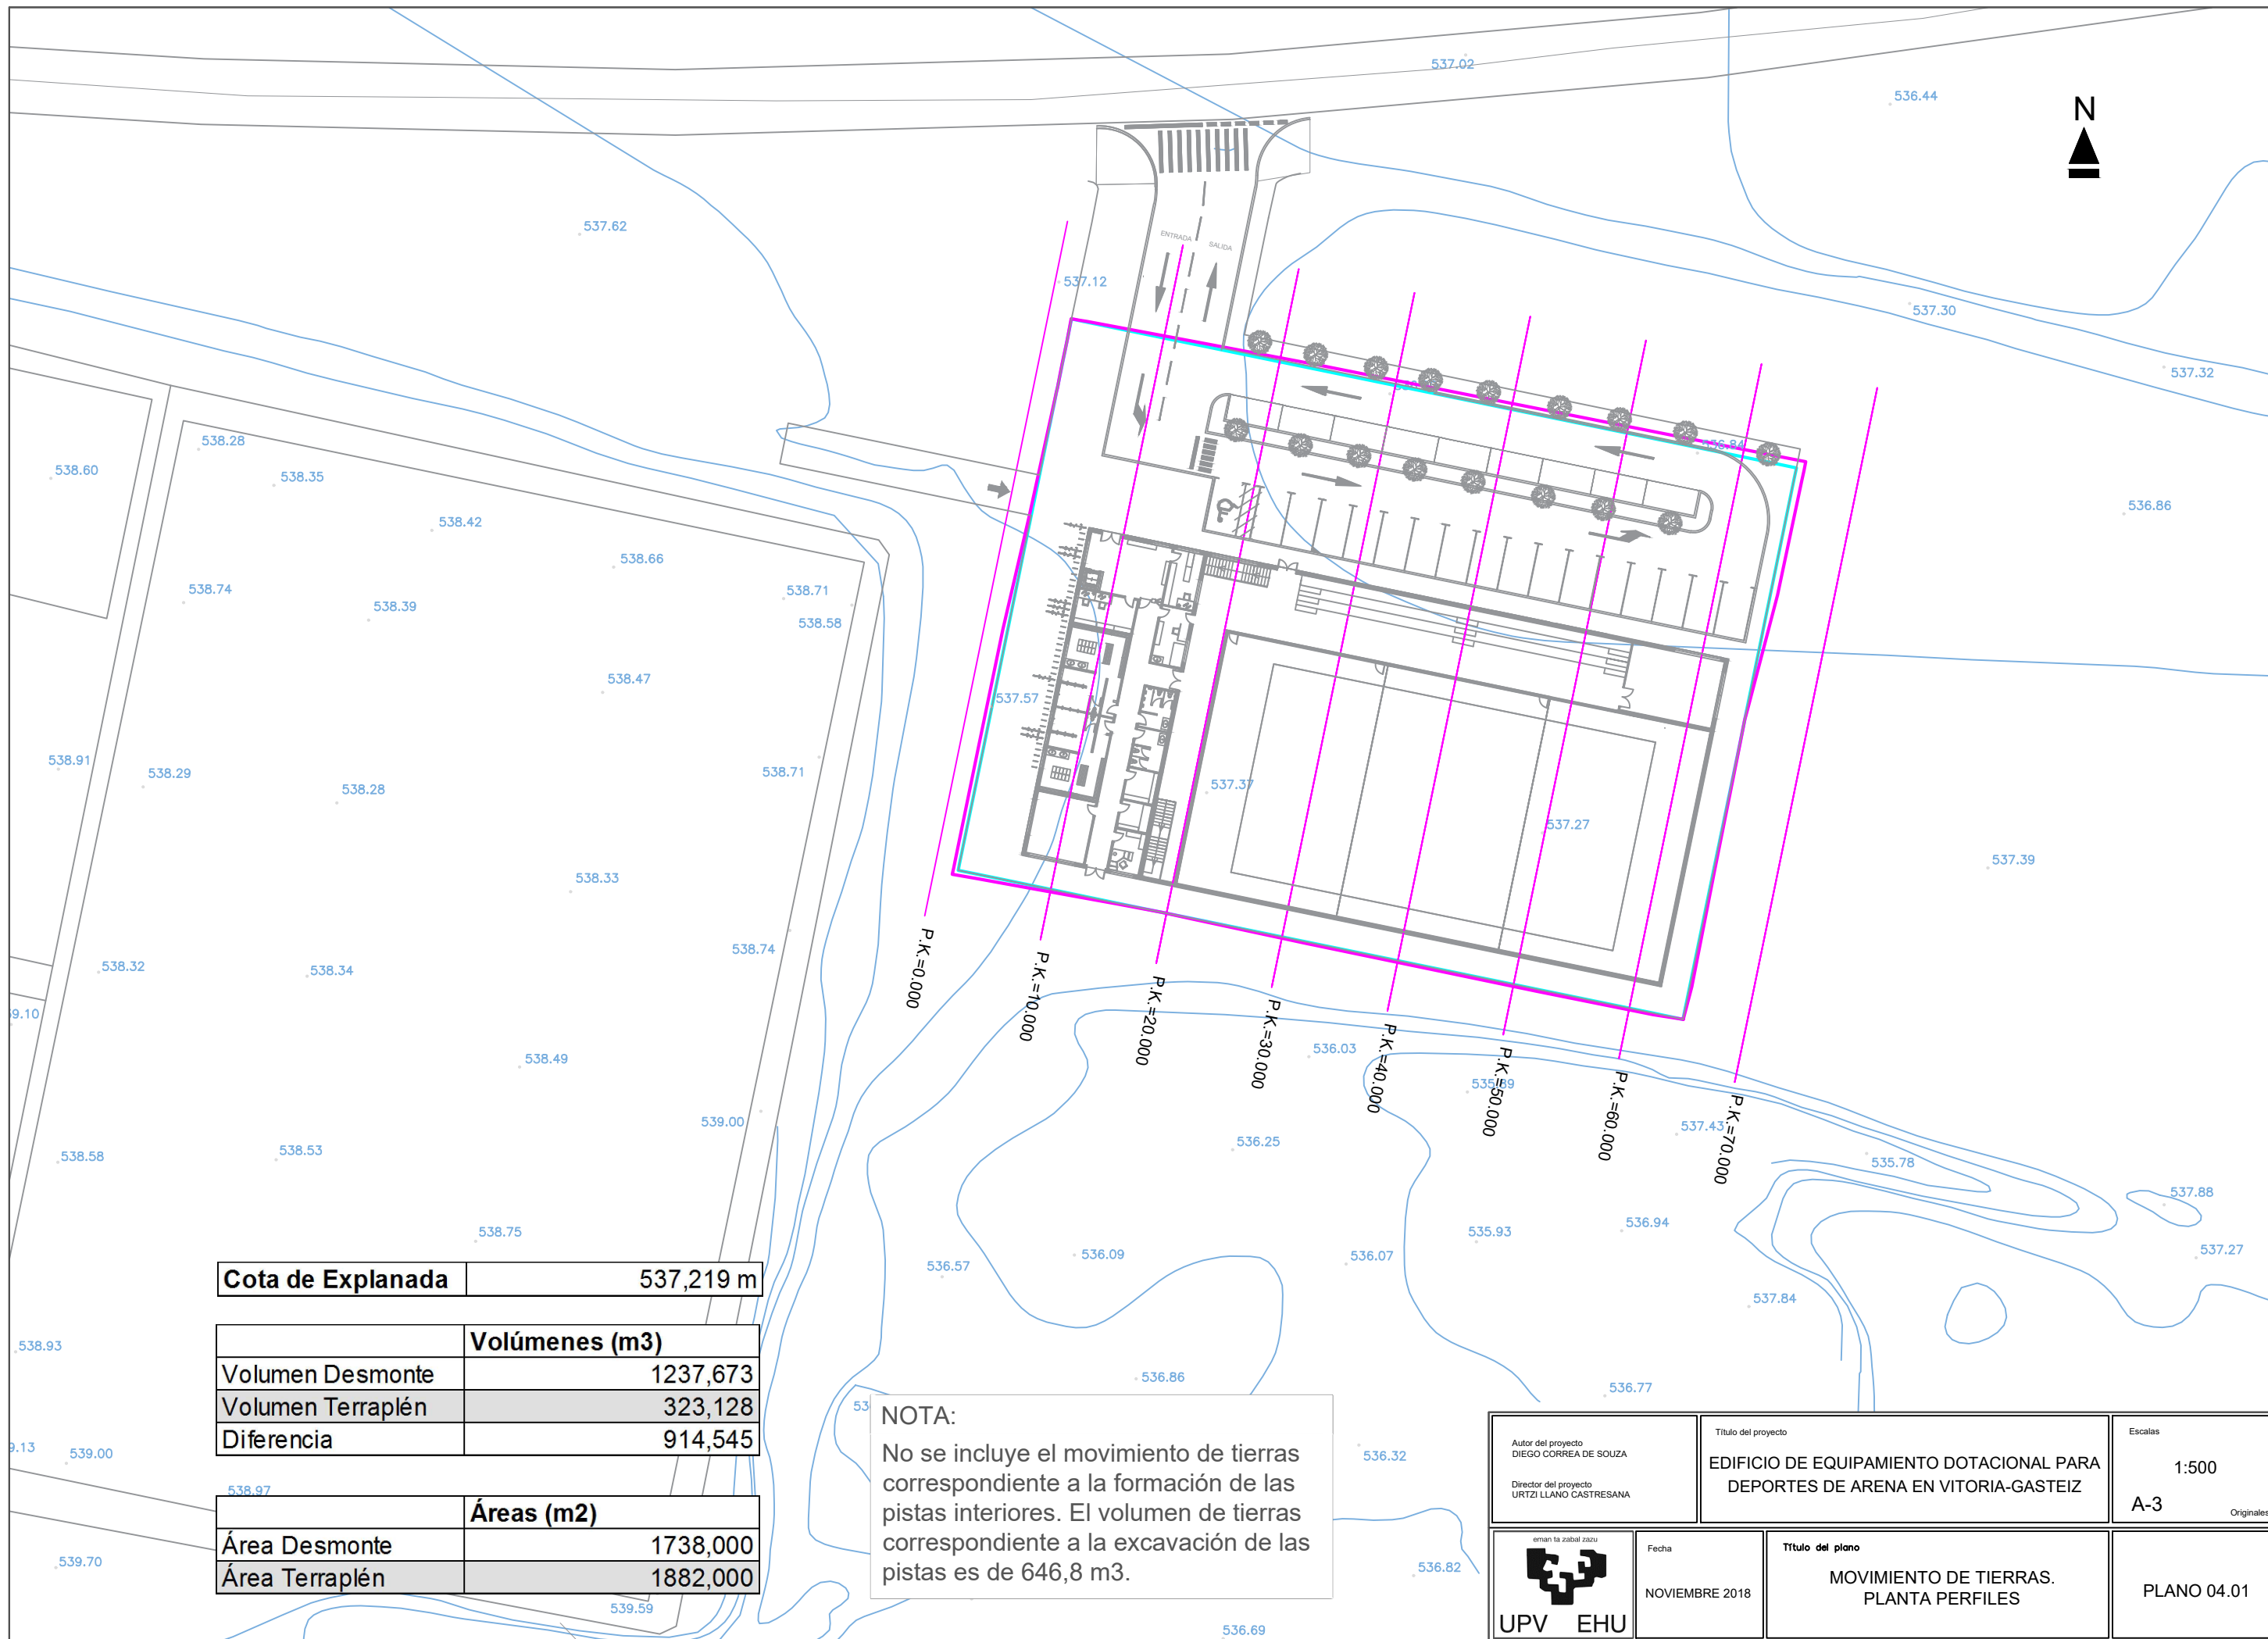 537.02
536.44
N
537.62
ENTRADA
SALIDA
537.12
537.30
537.32
536.84
538.28
538.60
538.35
538.42
536.86
538.66
538.74
538.39
538.71
538.58
538.47
537.57
538.91
538.29
538.28
538.71
537.37
537.27
537.39
538.33
538.74
538.32
538.34
P.K.=0.000
P.K.=10.000
P.K.=20.000
P.K.=30.000
P.K.=40.000
P.K.=50.000
P.K.=60.000
P.K.=70.000
9.10
538.49
536.03
535.89
539.00
537.43
536.25
538.58
538.53
535.78
537.88
538.75
535.93
536.94
537.27
536.57
536.09
536.07
537.84
Cota de Explanada 537,219 m
Volúmenes (m3)
Volumen Desmonte 1237,673
Volumen Terraplén 323,128
Diferencia 914,545
538.93
536.86
536.77
9.13
539.00
536.32
538.97
Áreas (m2)
Área Desmonte 1738,000
Área Terraplén 1882,000
539.70
539.59
536.82
536.69
NOTA:
No se incluye el movimiento de tierras
correspondiente a la formación de las
pistas interiores. El volumen de tierras
correspondiente a la excavación de las
pistas es de 646,8 m3.
Autor del proyecto
DIEGO CORREA DE SOUZA
Director del proyecto
URTZI LLANO CASTRESANA
Título del proyecto
EDIFICIO DE EQUIPAMIENTO DOTACIONAL PARA
DEPORTES DE ARENA EN VITORIA-GASTEIZ
Escalas
1:500
A-3
Originales
eman ta zabal zazu
UPV EHU
Fecha
NOVIEMBRE 2018
Título del plano
MOVIMIENTO DE TIERRAS.
PLANTA PERFILES
PLANO 04.01